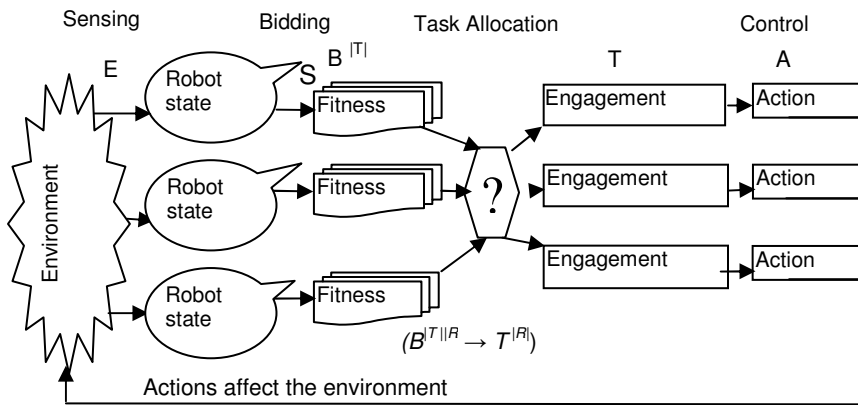 Sensing Bidding Task Allocation Control
E S B |T| T A
Robot state Fitness Engagement Action
Environment
Robot state Fitness ? Engagement Action
Robot state Fitness Engagement Action
(B|T||R → T|R|)
Actions affect the environment